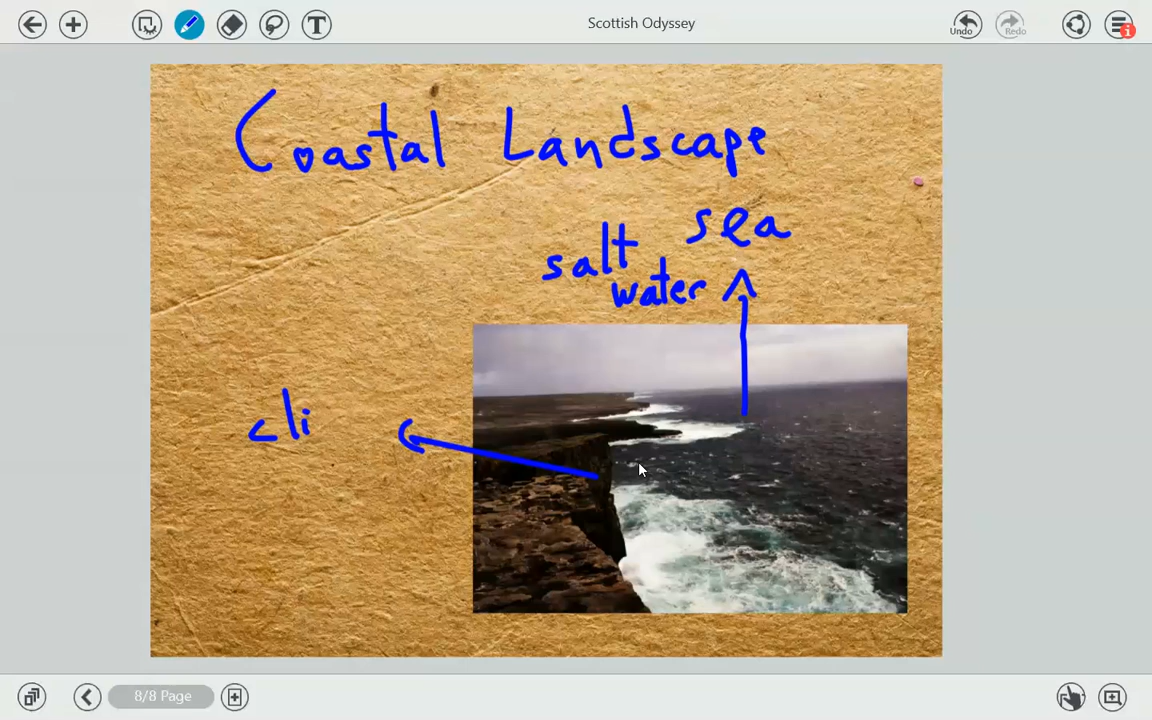 Scottish Odyssey
Undo
Redo
Coastal Landscape
sea
salt
water
cli
8/8 Page